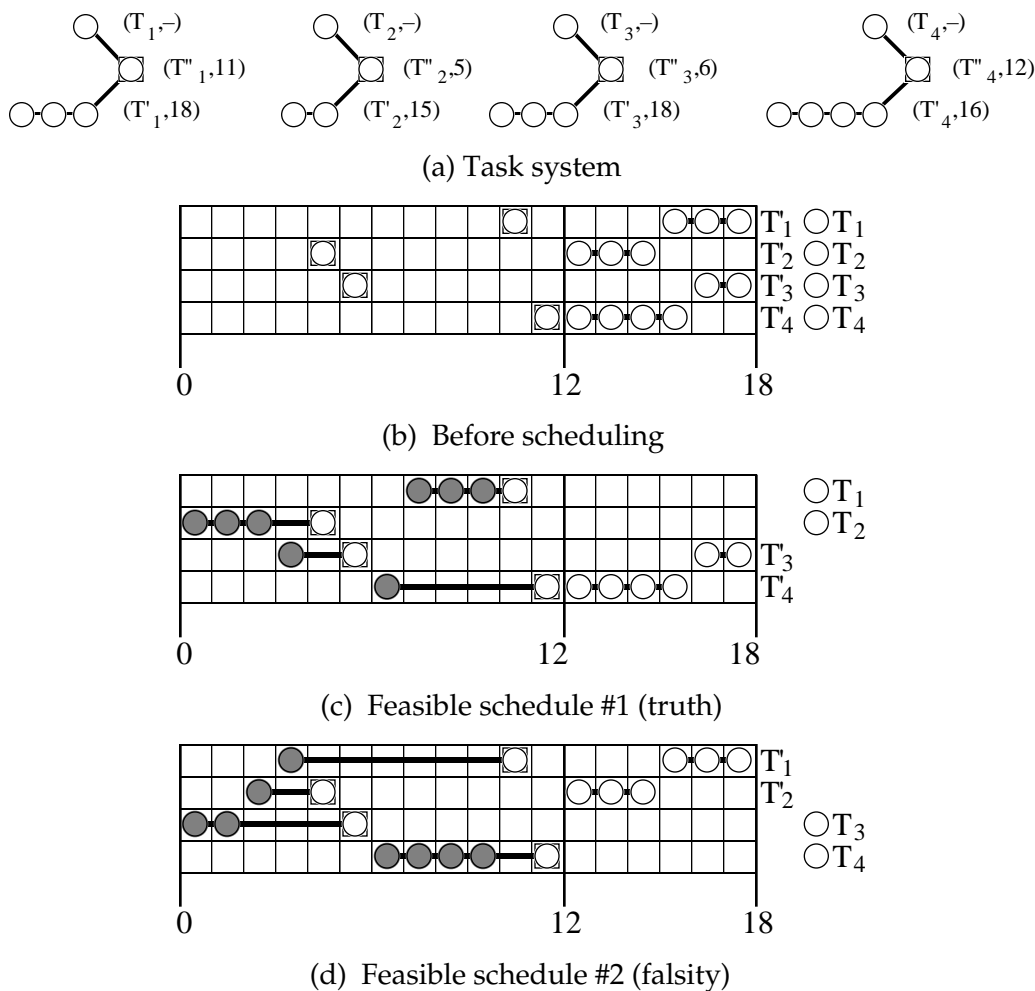 (T1,–) (T2,–) (T3,–) (T4,–)
(T"1,11) (T"2,5) (T"3,6) (T"4,12)
(T'1,18) (T'2,15) (T'3,18) (T'4,16)
(a) Task system
T'1 T1
T'2 T2
T'3 T3
T'4 T4
0 12 18
(b) Before scheduling
T1
T2
T'3
T'4
0 12 18
(c) Feasible schedule #1 (truth)
T'1
T'2
T3
T4
0 12 18
(d) Feasible schedule #2 (falsity)